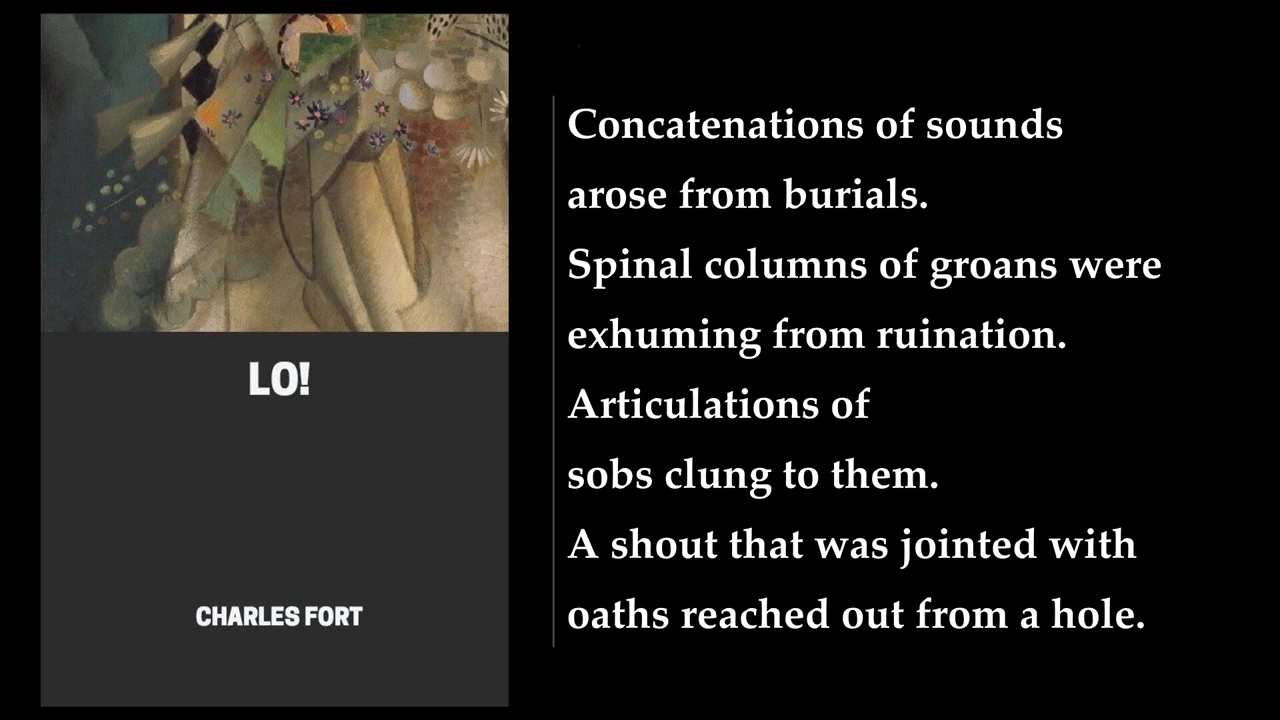 LO!
CHARLES FORT
Concatenations of sounds
arose from burials.
Spinal columns of groans were
exhuming from ruination.
Articulations of
sobs clung to them.
A shout that was jointed with
oaths reached out from a hole.